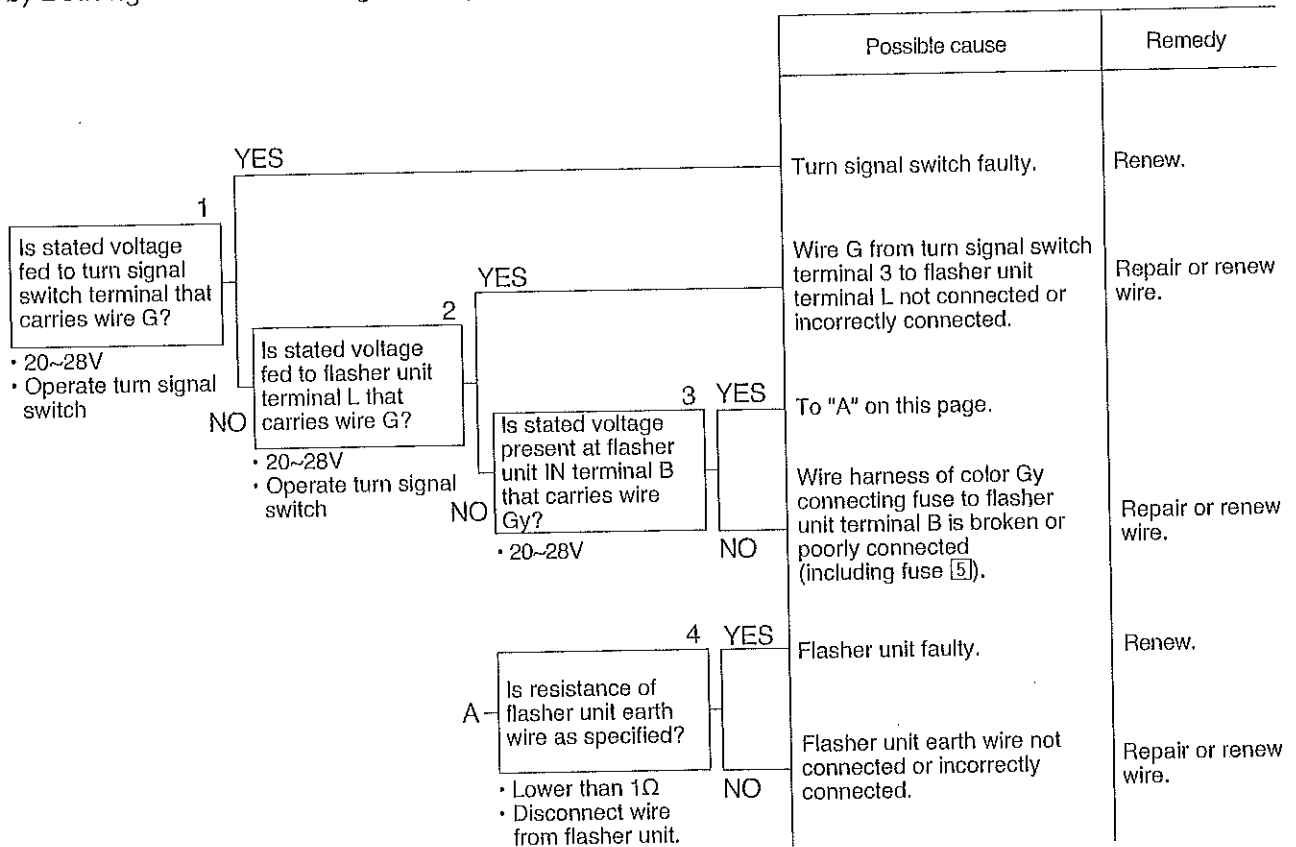 Possible cause
Remedy
YES
Turn signal switch faulty.
Renew.
1
Is stated voltage
fed to turn signal
switch terminal that
carries wire G?
• 20~28V
• Operate turn signal
switch
NO
YES
Wire G from turn signal switch
terminal 3 to flasher unit
terminal L not connected or
incorrectly connected.
Repair or renew
wire.
2
Is stated voltage
fed to flasher unit
terminal L that
carries wire G?
• 20~28V
• Operate turn signal
switch
NO
3
YES
To "A" on this page.
Is stated voltage
present at flasher
unit IN terminal B
that carries wire
Gy?
• 20~28V
NO
Wire harness of color Gy
connecting fuse to flasher
unit terminal B is broken or
poorly connected
(including fuse 5).
Repair or renew
wire.
4
YES
Flasher unit faulty.
Renew.
A
Is resistance of
flasher unit earth
wire as specified?
• Lower than 1Ω
• Disconnect wire
from flasher unit.
NO
Flasher unit earth wire not
connected or incorrectly
connected.
Repair or renew
wire.